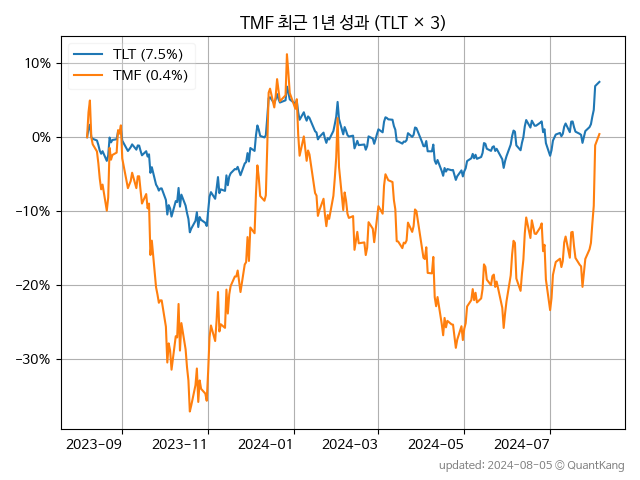 TMF 최근 1년 성과 (TLT × 3)
TLT (7.5%)
TMF (0.4%)
10%
0%
−10%
−20%
−30%
2023-09 2023-11 2024-01 2024-03 2024-05 2024-07
updated: 2024-08-05 ⓒ QuantKang